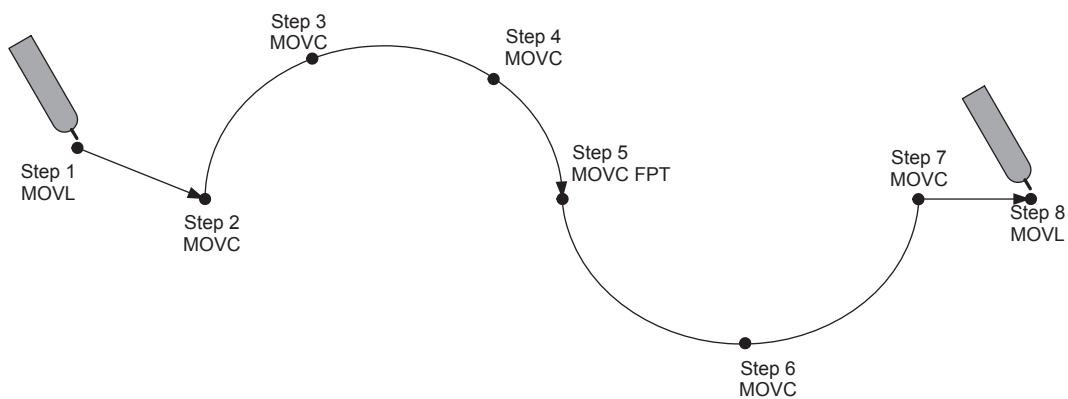 Step 1
MOVL
Step 2
MOVC
Step 3
MOVC
Step 4
MOVC
Step 5
MOVC FPT
Step 6
MOVC
Step 7
MOVC
Step 8
MOVL